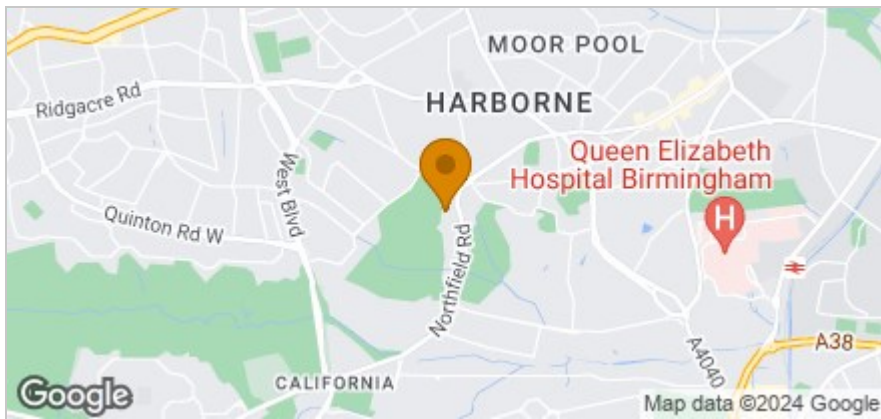 MOOR POOL
Ridgacre Rd
HARBORNE
West Blvd
Queen Elizabeth
Hospital Birmingham
H
Quinton Rd W
Northfield Rd
A38
A4040
CALIFORNIA
Google
Map data ©2024 Google